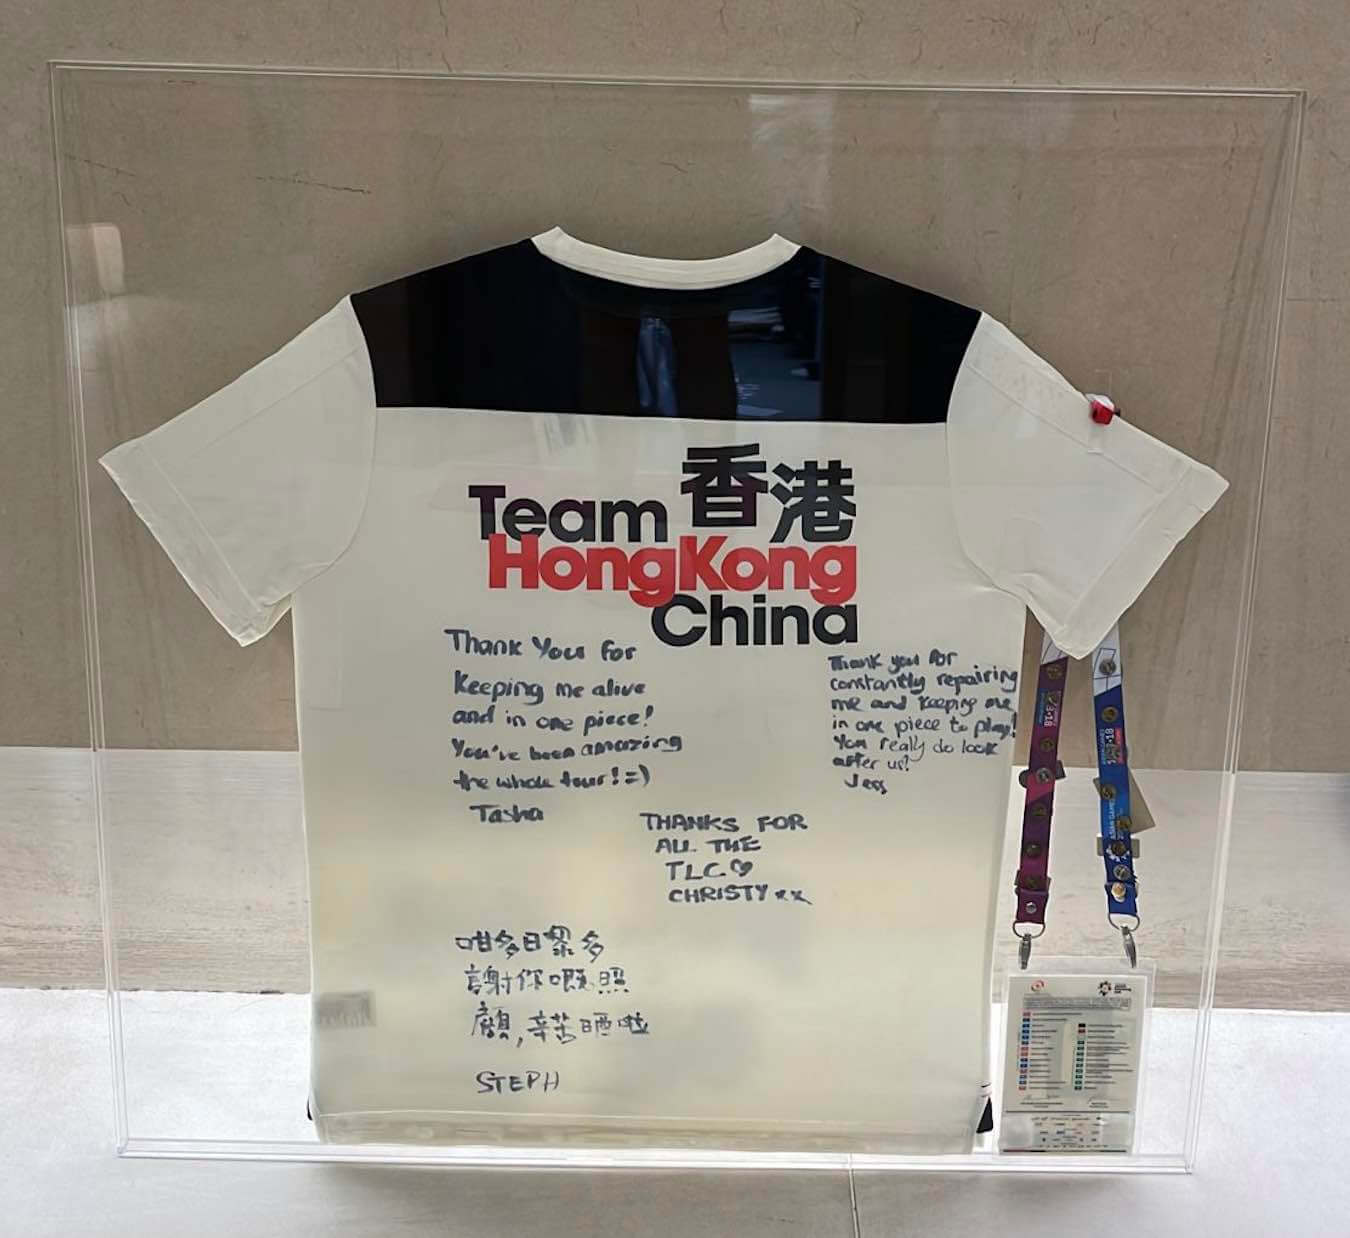 Team 香港
HongKong
China
Thank You for
Keeping me alive
and in one piece!
You've been amazing
the whole tour! =)
Tasha
Thank you for
constantly repairing
me and keeping me
in one piece to play!
You really do look
after us!
Jess
THANKS FOR
ALL THE
TLC ♡
CHRISTY xx
咁多日黎多
謝你嘅照
顧,辛苦晒啦
STEPH